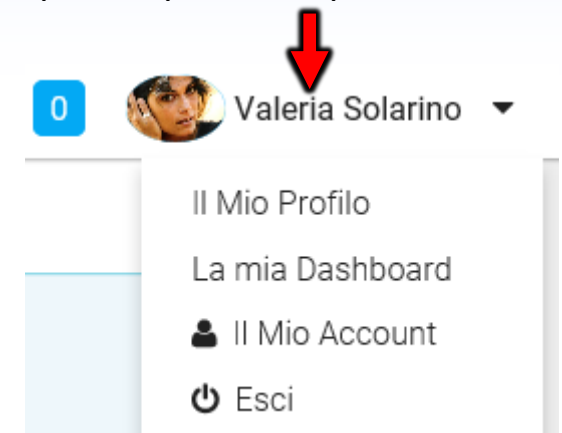 0
Valeria Solarino
Il Mio Profilo
La mia Dashboard
Il Mio Account
Esci